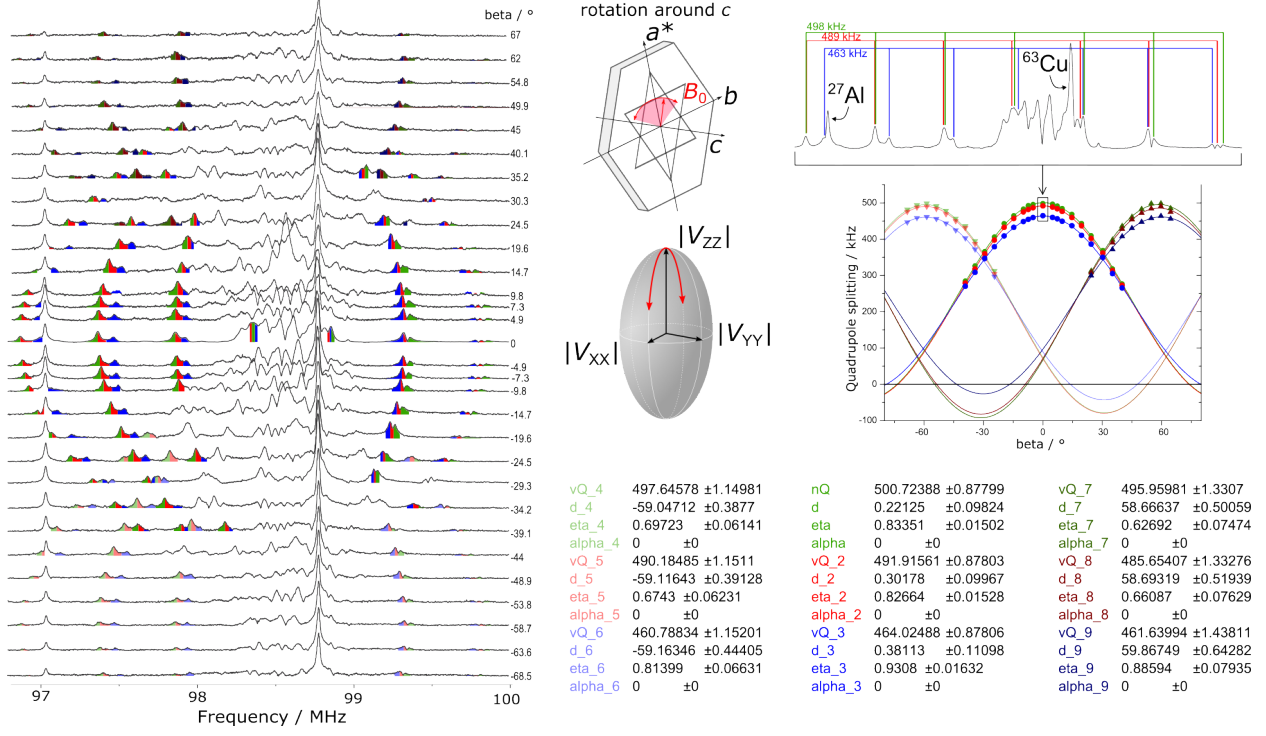 beta / °
67
62
54.8
49.9
45
40.1
35.2
30.3
24.5
19.6
14.7
9.8
7.3
4.9
0
-4.9
-7.3
-9.8
-14.7
-19.6
-24.5
-29.3
-34.2
-39.1
-44
-48.9
-53.8
-58.7
-63.6
-68.5
97 98 99 100
Frequency / MHz
rotation around c
a*
B0
b
c
|VZZ|
|VYY|
|VXX|
498 kHz
489 kHz
463 kHz
27Al
63Cu
500
400
300
200
100
0
-100
Quadrupole splitting / kHz
-60 -30 0 30 60
beta / °
vQ_4 497.64578 ±1.14981
d_4 -59.04712 ±0.3877
eta_4 0.69723 ±0.06141
alpha_4 0 ±0
vQ_5 490.18485 ±1.1511
d_5 -59.11643 ±0.39128
eta_5 0.6743 ±0.06231
alpha_5 0 ±0
vQ_6 460.78834 ±1.15201
d_6 -59.16346 ±0.44405
eta_6 0.81399 ±0.06631
alpha_6 0 ±0
nQ 500.72388 ±0.87799
d 0.22125 ±0.09824
eta 0.83351 ±0.01502
alpha 0 ±0
vQ_2 491.91561 ±0.87803
d_2 0.30178 ±0.09967
eta_2 0.82664 ±0.01528
alpha_2 0 ±0
vQ_3 464.02488 ±0.87806
d_3 0.38113 ±0.11098
eta_3 0.9308 ±0.01632
alpha_3 0 ±0
vQ_7 495.95981 ±1.3307
d_7 58.66637 ±0.50059
eta_7 0.62692 ±0.07474
alpha_7 0 ±0
vQ_8 485.65407 ±1.33276
d_8 58.69319 ±0.51939
eta_8 0.66087 ±0.07629
alpha_8 0 ±0
vQ_9 461.63994 ±1.43811
d_9 59.86749 ±0.64282
eta_9 0.88594 ±0.07935
alpha_9 0 ±0